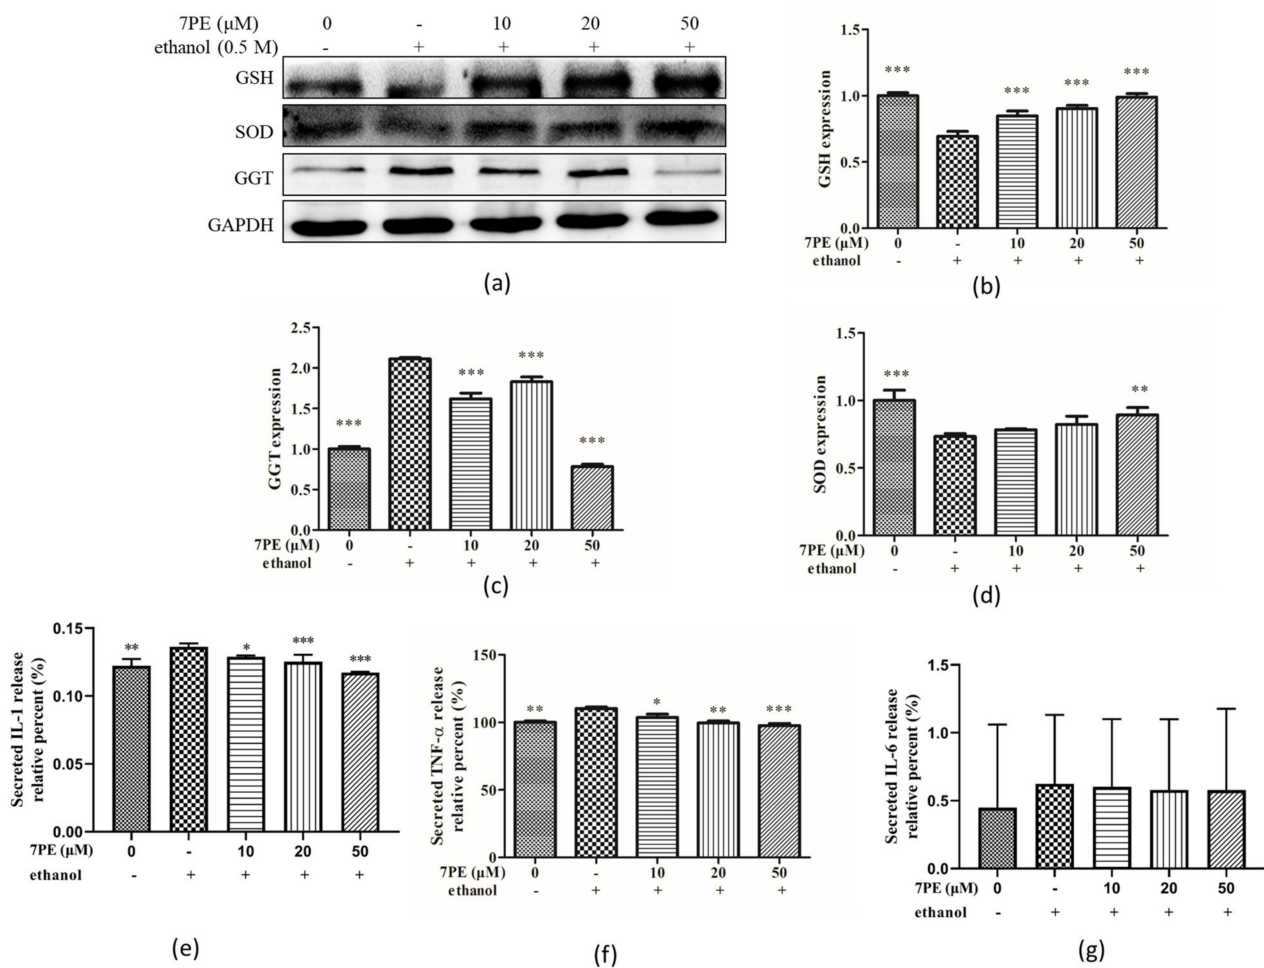 7PE (μM) 0 - 10 20 50
ethanol (0.5 M) - + + + +
GSH
SOD
GGT
GAPDH
(a)
GSH expression
1.5
1.0
0.5
0.0
*** *** *** ***
7PE (μM) 0 - 10 20 50
ethanol - + + + +
(b)
GGT expression
2.5
2.0
1.5
1.0
0.5
0.0
*** *** *** ***
7PE (μM) 0 - 10 20 50
ethanol - + + + +
(c)
SOD expression
1.5
1.0
0.5
0.0
*** **
7PE (μM) 0 - 10 20 50
ethanol - + + + +
(d)
Secreted IL-1 release
relative percent (%)
0.15
0.10
0.05
0.00
** * *** ***
7PE (μM) 0 - 10 20 50
ethanol - + + + +
(e)
Secreted TNF-α release
relative percent (%)
150
100
50
0
** * ** ***
7PE (μM) 0 - 10 20 50
ethanol - + + + +
(f)
Secreted IL-6 release
relative percent (%)
1.5
1.0
0.5
0.0
7PE (μM) 0 - 10 20 50
ethanol - + + + +
(g)